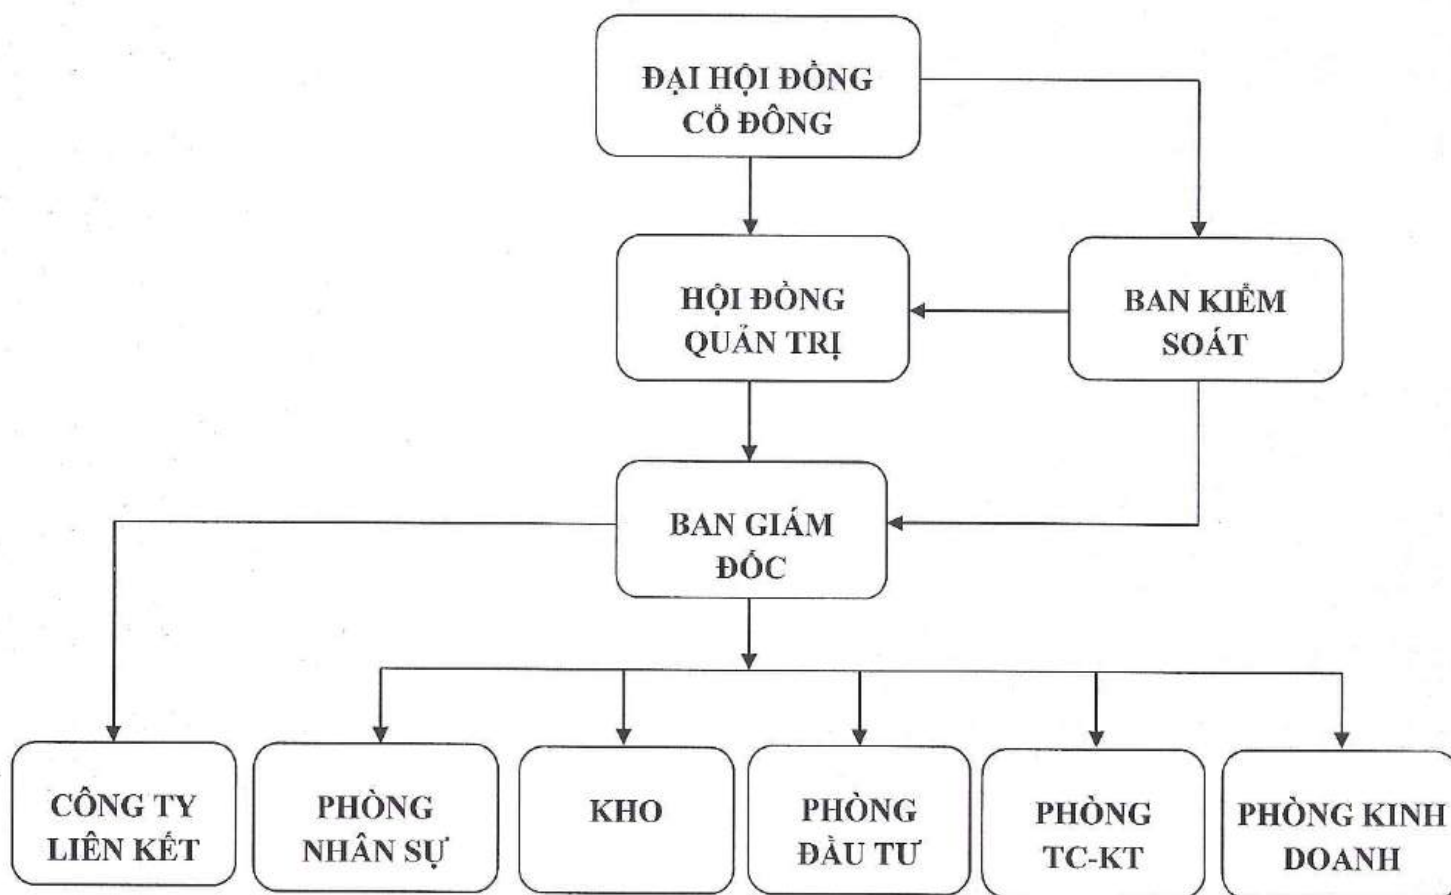 ĐẠI HỘI ĐỒNG
CỔ ĐÔNG
HỘI ĐỒNG
QUẢN TRỊ
BAN KIỂM
SOÁT
BAN GIÁM
ĐỐC
CÔNG TY
LIÊN KẾT
PHÒNG
NHÂN SỰ
KHO
PHÒNG
ĐẦU TƯ
PHÒNG
TC-KT
PHÒNG KINH
DOANH